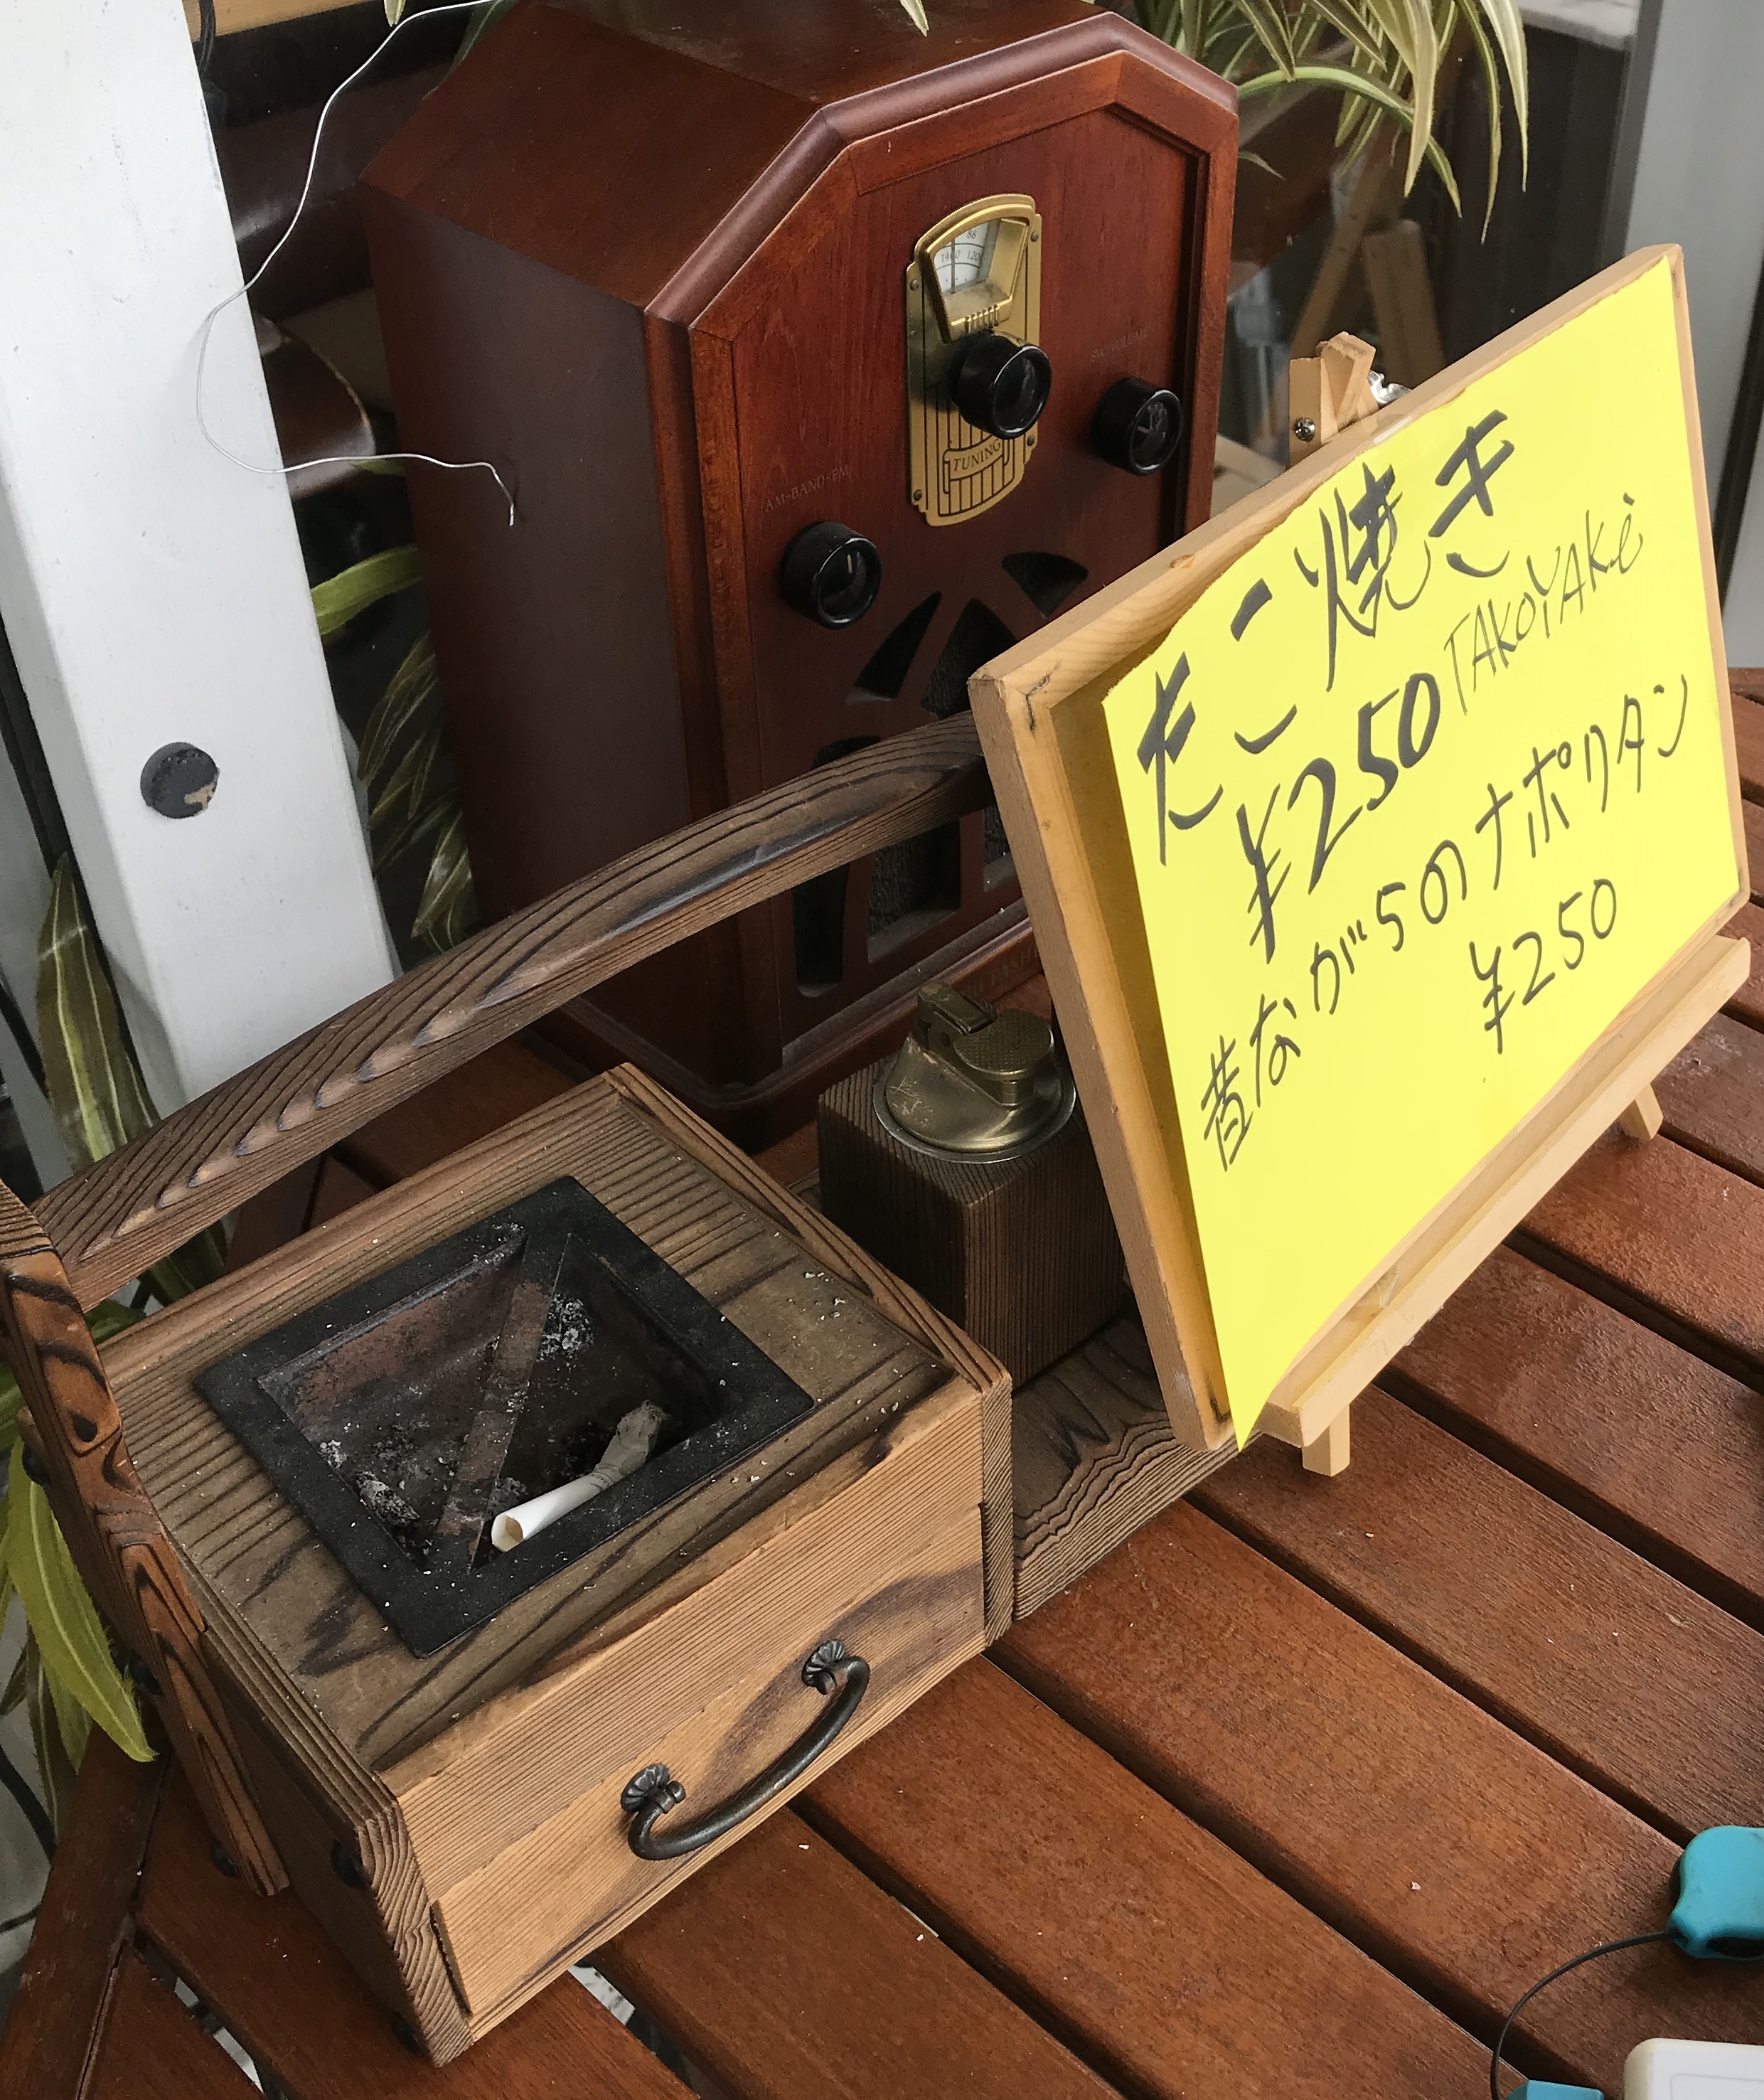 88
TUNING
AM-BAND-FM
たこ焼き
¥250 TAKOYAKi
昔ながらのナポリタン
¥250